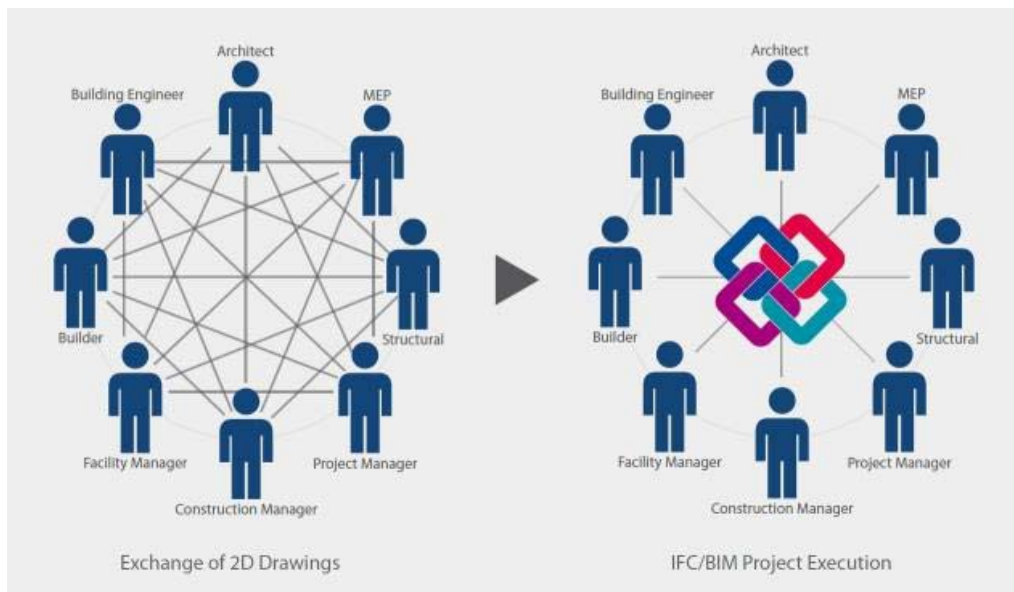 Architect
Building Engineer
MEP
Builder
Structural
Facility Manager
Project Manager
Construction Manager
Exchange of 2D Drawings
Architect
Building Engineer
MEP
Builder
Structural
Facility Manager
Project Manager
Construction Manager
IFC/BIM Project Execution